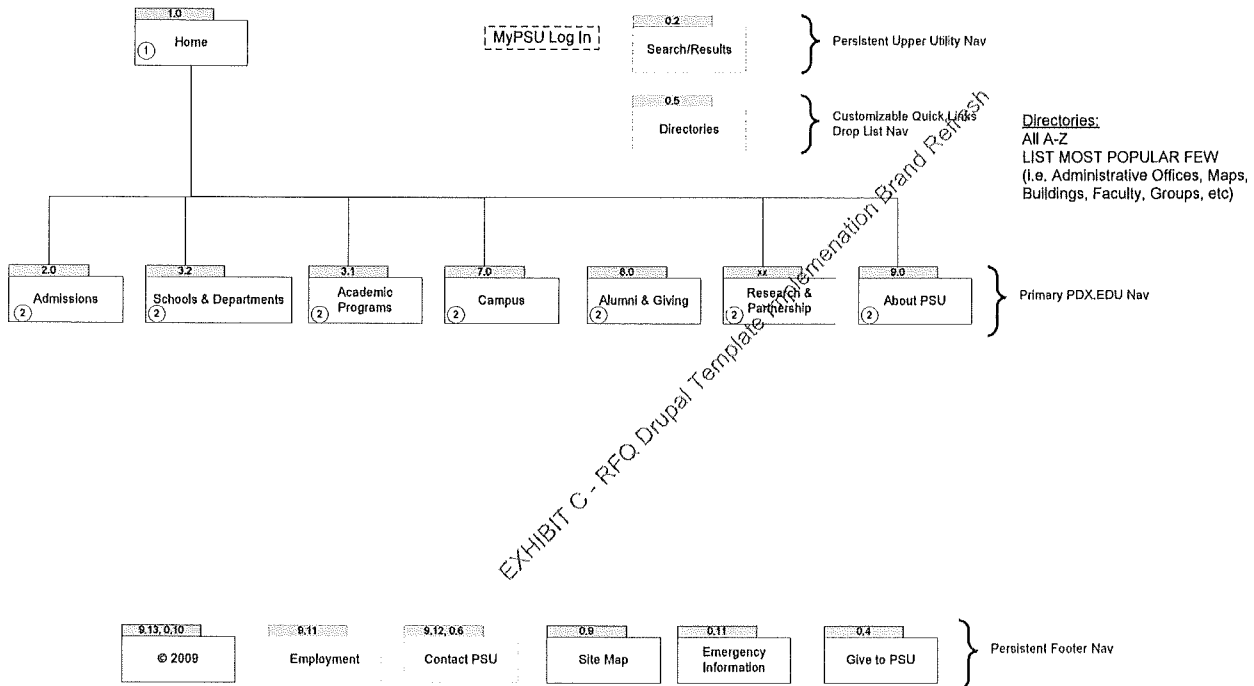 1.0
Home
1
MyPSU Log In
0.2
Search/Results
Persistent Upper Utility Nav
0.5
Directories
Customizable Quick Links
Drop List Nav
Directories:
All A-Z
LIST MOST POPULAR FEW
(i.e. Administrative Offices, Maps,
Buildings, Faculty, Groups, etc)
2.0
Admissions
2
3.2
Schools & Departments
2
3.1
Academic
Programs
2
7.0
Campus
2
8.0
Alumni & Giving
2
xx
Research &
Partnership
2
9.0
About PSU
2
Primary PDX.EDU Nav
EXHIBIT C - RFQ Drupal Template Implemenation Brand Refresh
9.13, 0.10
© 2009
9.11
Employment
9.12, 0.6
Contact PSU
0.9
Site Map
0.11
Emergency
Information
0.4
Give to PSU
Persistent Footer Nav